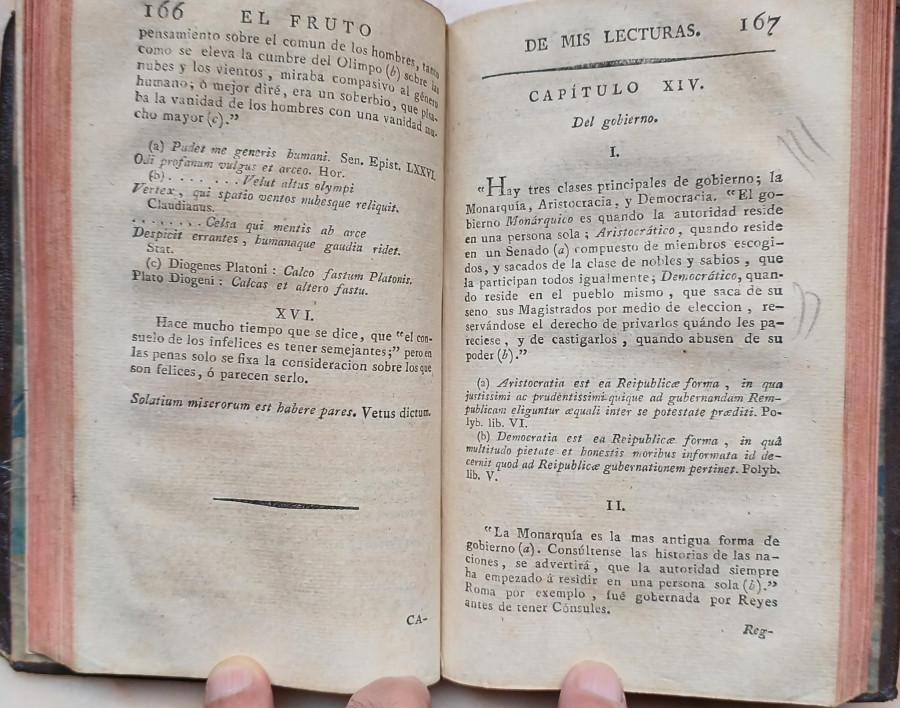 166 EL FRUTO
pensamiento sobre el comun de los hombres, tanto
como se eleva la cumbre del Olimpo (b) sobre las
nubes y los vientos, miraba compasivo al género
humano; ó mejor diré, era un soberbio, que pisa-
ba la vanidad de los hombres con una vanidad mu-
cho mayor (c).”
(a) Pudet me generis humani. Sen. Epist. LXXVI.
Odi profanum vulgus et arceo. Hor.
(b). . . . . . . . Velut altus olympi
Vertex, qui spatio ventos nubesque reliquit.
Claudianus.
. . . . . . . Celsa qui mentis ab arce
Despicit errantes, humanaque gaudia ridet.
Stat.
(c) Diogenes Platoni: Calco fastum Platonis.
Plato Diogeni: Calcas et altero fastu.
XVI.
Hace mucho tiempo que se dice, que “el con-
suelo de los infelices es tener semejantes;” pero en
las penas solo se fixa la consideracion sobre los que
son felices, ó parecen serlo.
Solatium miserorum est habere pares. Vetus dictum.
CA-
DE MIS LECTURAS. 167
CAPÍTULO XIV.
Del gobierno.
I.
“Hay tres clases principales de gobierno; la
Monarquía, Aristocracia, y Democracia. “El go-
bierno Monárquico es quando la autoridad reside
en una persona sola; Aristocrático, quando reside
en un Senado (a) compuesto de miembros escogi-
dos, y sacados de la clase de nobles y sabios, que
la participan todos igualmente; Democrático, quan-
do reside en el pueblo mismo, que saca de su
seno sus Magistrados por medio de eleccion, re-
servándose el derecho de privarlos quándo les pa-
reciese, y de castigarlos, quando abusen de su
poder (b).”
(a) Aristocratia est ea Reipublicæ forma, in qua
justissimi ac prudentissimi quique ad gubernandam Rem-
publicam eliguntur æquali inter se potestate præditi. Po-
lyb. lib. VI.
(b) Democratia est ea Reipublicæ forma, in quâ
multitudo pietate et honestis moribus informata id de-
cernit quod ad Reipublicæ gubernationem pertinet. Polyb.
lib. V.
II.
“La Monarquía es la mas antigua forma de
gobierno (a). Consúltense las historias de las na-
ciones, se advertirá, que la autoridad siempre
ha empezado á residir en una persona sola (b).”
Roma por exemplo, fué gobernada por Reyes
antes de tener Cónsules.
Reg-